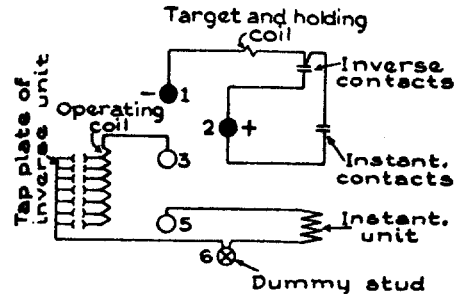 Target and holding
coil
Inverse
contacts
- 1
Operating
coil
2 +
Tap plate of
inverse unit
3
Instant.
contacts
5
Instant.
unit
6
Dummy stud